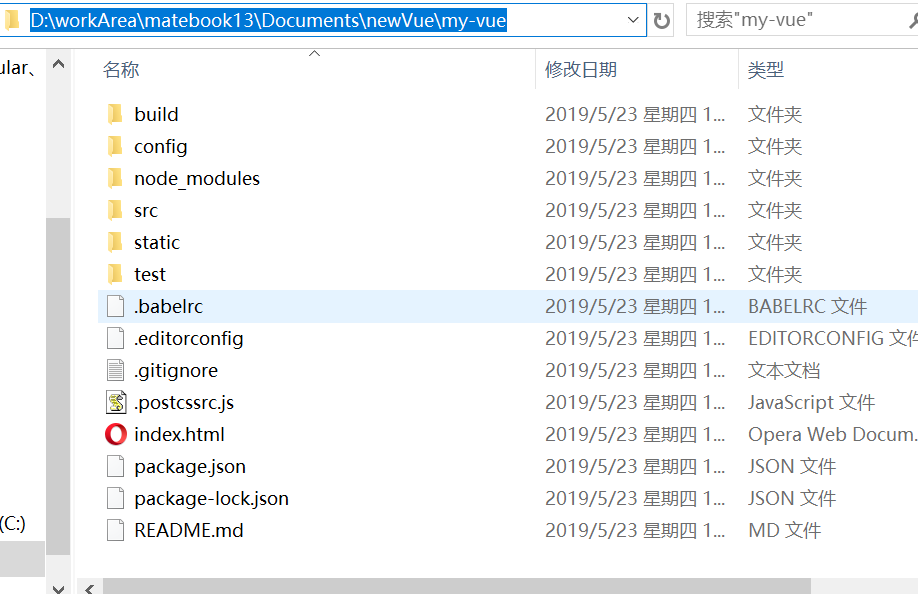 D:\workArea\matebook13\Documents\newVue\my-vue 搜索"my-vue"
ular、 名称 修改日期 类型
build 2019/5/23 星期四 1... 文件夹
config 2019/5/23 星期四 1... 文件夹
node_modules 2019/5/23 星期四 1... 文件夹
src 2019/5/23 星期四 1... 文件夹
static 2019/5/23 星期四 1... 文件夹
test 2019/5/23 星期四 1... 文件夹
.babelrc 2019/5/23 星期四 1... BABELRC 文件
.editorconfig 2019/5/23 星期四 1... EDITORCONFIG 文件
.gitignore 2019/5/23 星期四 1... 文本文档
.postcssrc.js 2019/5/23 星期四 1... JavaScript 文件
index.html 2019/5/23 星期四 1... Opera Web Docum.
package.json 2019/5/23 星期四 1... JSON 文件
package-lock.json 2019/5/23 星期四 1... JSON 文件
(C:) README.md 2019/5/23 星期四 1... MD 文件